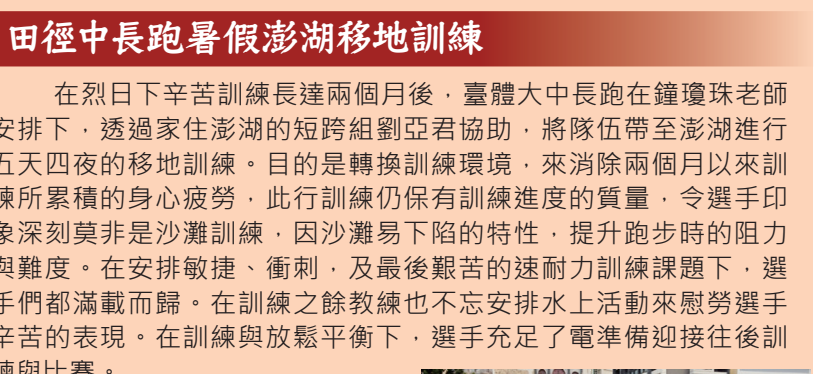 田徑中長跑暑假澎湖移地訓練
在烈日下辛苦訓練長達兩個月後，臺體大中長跑在鐘瓊珠老師
安排下，透過家住澎湖的短跨組劉亞君協助，將隊伍帶至澎湖進行
五天四夜的移地訓練。目的是轉換訓練環境，來消除兩個月以來訓
練所累積的身心疲勞，此行訓練仍保有訓練進度的質量，令選手印
象深刻莫非是沙灘訓練，因沙灘易下陷的特性，提升跑步時的阻力
與難度。在安排敏捷、衝刺，及最後艱苦的速耐力訓練課題下，選
手們都滿載而歸。在訓練之餘教練也不忘安排水上活動來慰勞選手
辛苦的表現。在訓練與放鬆平衡下，選手充足了電準備迎接往後訓
練與比賽。